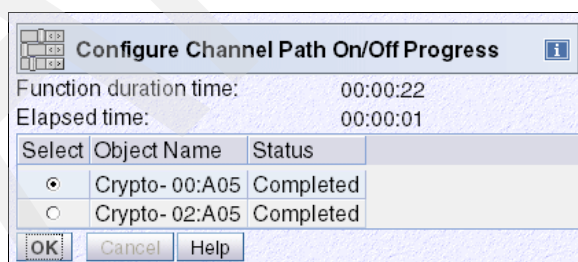 Configure Channel Path On/Off Progress i
Function duration time: 00:00:22
Elapsed time: 00:00:01
Select Object Name Status
Crypto- 00:A05 Completed
Crypto- 02:A05 Completed
OK Cancel Help